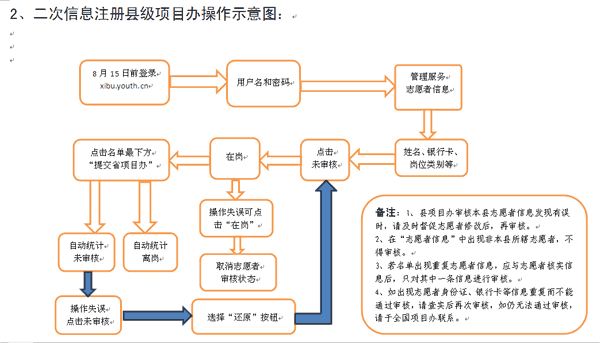 2、二次信息注册县级项目办操作示意图：
8月15日前登录
xibu.youth.cn
用户名和密码
管理服务
志愿者信息
姓名、银行卡、
岗位类别等
点击
未审核
在岗
点击名单最下方
“提交省项目办”
操作失误可点
击“在岗”
取消志愿者
审核状态
自动统计
未审核
自动统计
离岗
操作失误
点击未审核
选择“还原”按钮
备注：1、县项目办审核本县志愿者信息发现有误
时，请及时督促志愿者修改后，再审核。
2、在“志愿者信息”中出现非本县所辖志愿者，不
得审核。
3、若名单出现重复志愿者信息，应与志愿者核实信
息后，只对其中一条信息进行审核。
4、如出现志愿者身份证、银行卡等信息重复而不能
通过审核，请查实后再次审核，如仍无法通过审核，
请于全国项目办联系。